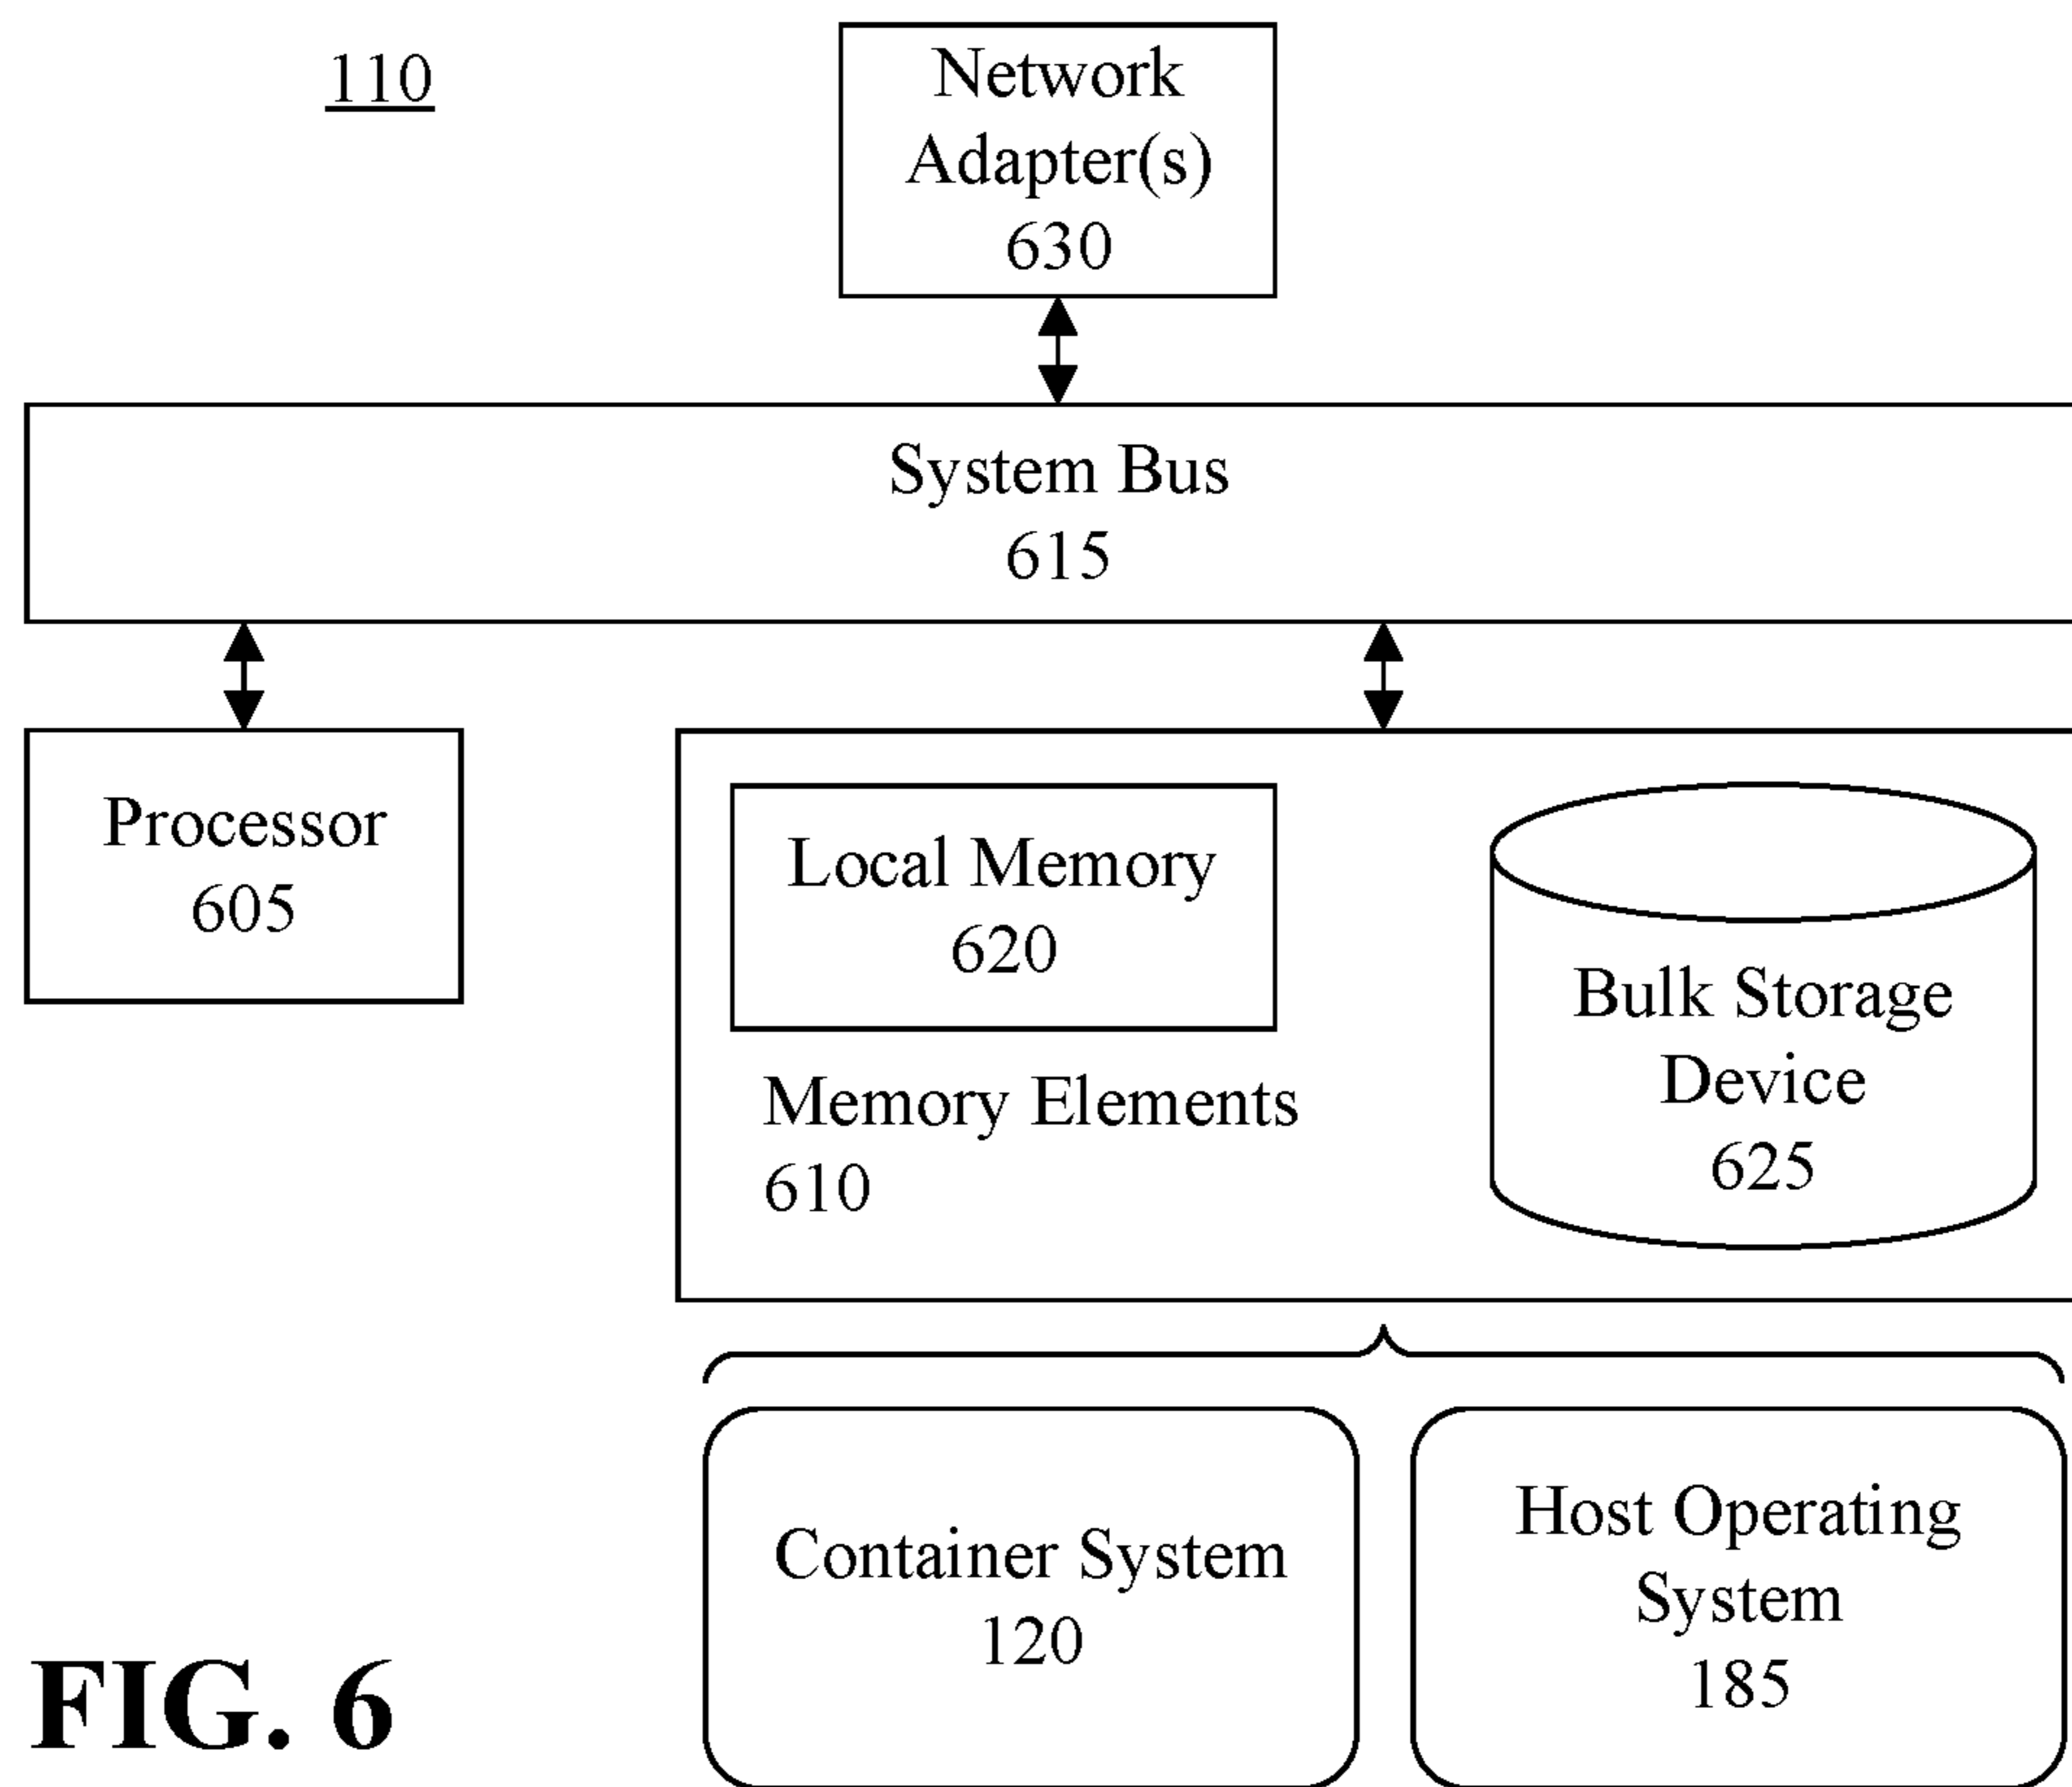 110
Network
Adapter(s)
630
System Bus
615
Processor
605
Local Memory
620
Memory Elements
610
Bulk Storage
Device
625
Container System
120
Host Operating
System
185
FIG. 6